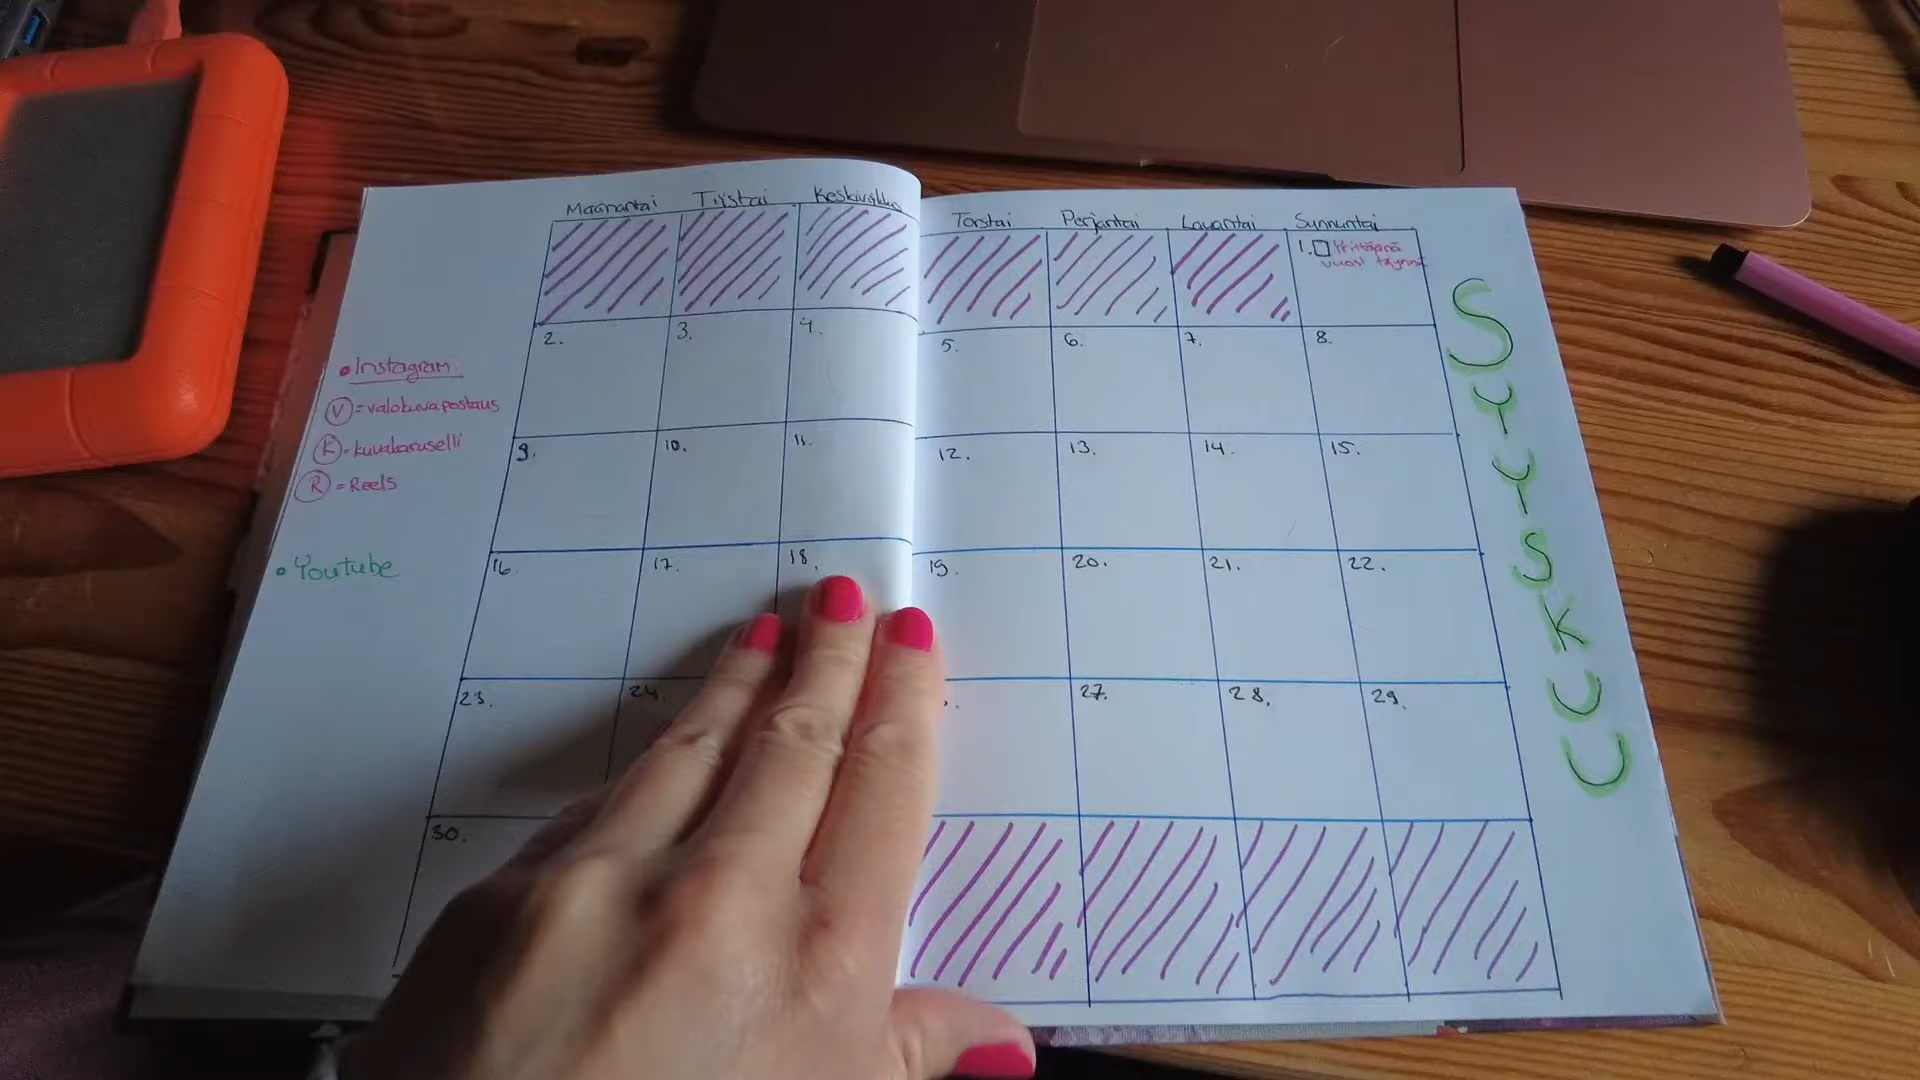 Maanantai Tiistai Keskiviikko Torstai Perjantai Lauantai Sunnuntai
1. Yrittäjänä
vuosi täynnä
2. 3. 4. 5. 6. 7. 8.
9. 10. 11. 12. 13. 14. 15.
16. 17. 18. 19. 20. 21. 22.
23. 24. 27. 28. 29.
30.
• Instagram
V = valokuvapostaus
K = kuvakaruselli
R = Reels
• Youtube
SYYSKUU